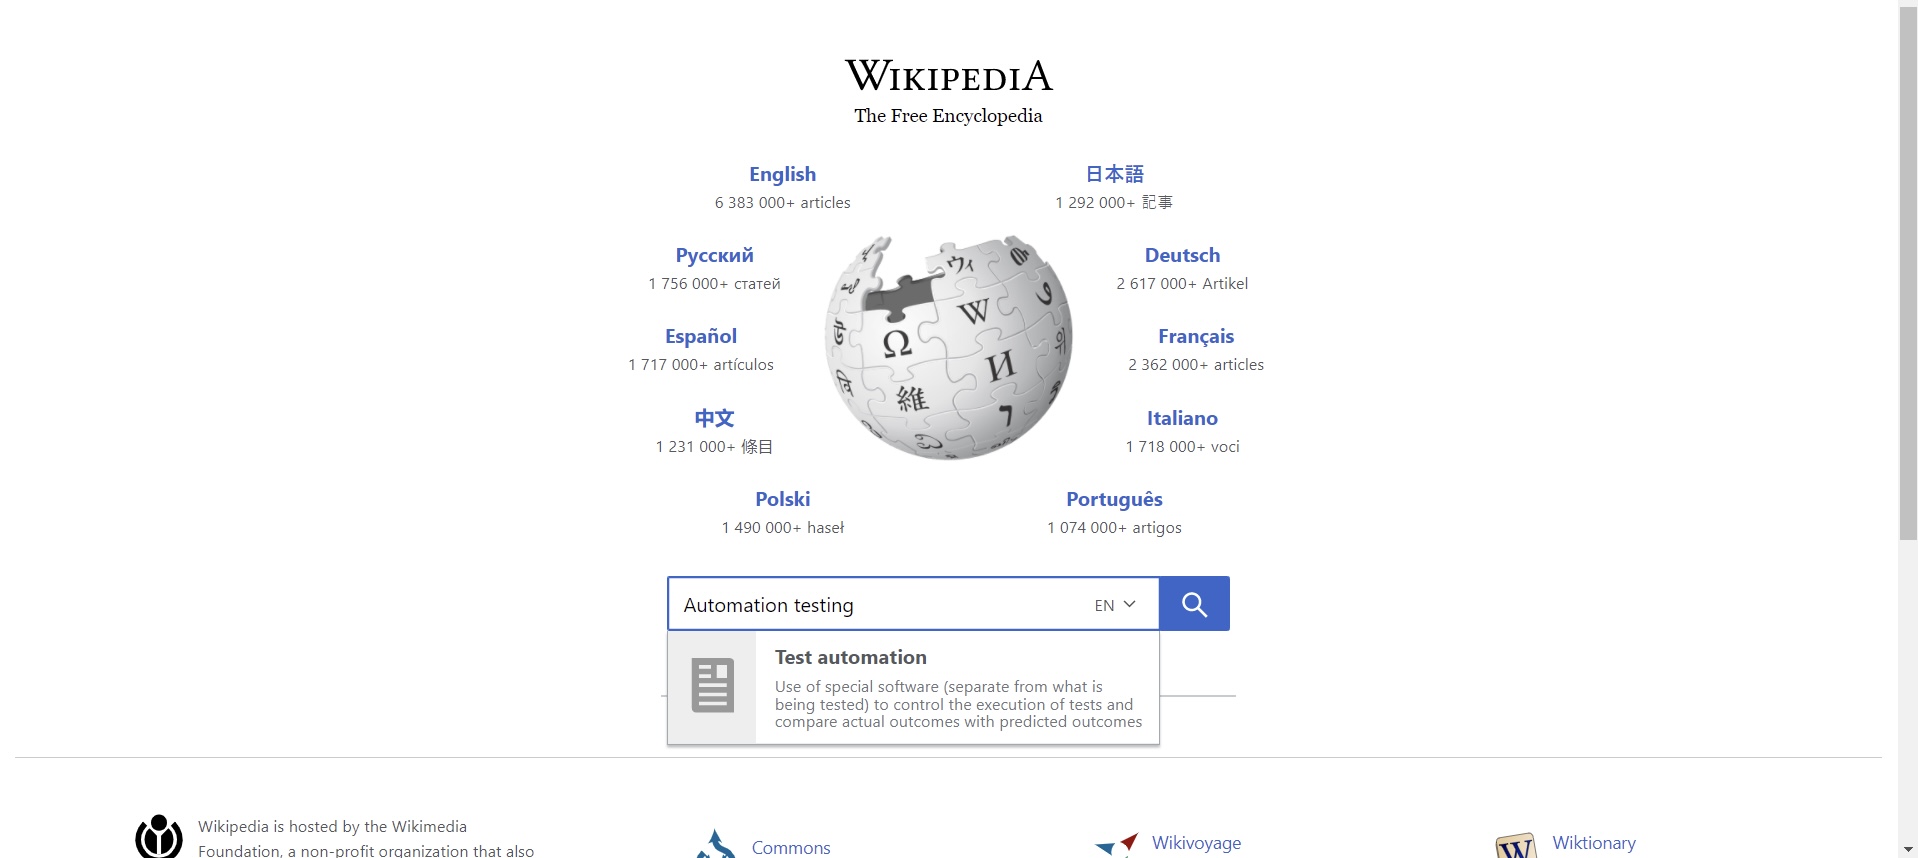 WIKIPEDIA
The Free Encyclopedia
English
6 383 000+ articles
日本語
1 292 000+ 記事
Русский
1 756 000+ статей
Deutsch
2 617 000+ Artikel
Español
1 717 000+ artículos
Français
2 362 000+ articles
中文
1 231 000+ 條目
Italiano
1 718 000+ voci
Polski
1 490 000+ haseł
Português
1 074 000+ artigos
Ω
W
И
維
ウィ
Automation testing
EN
Test automation
Use of special software (separate from what is
being tested) to control the execution of tests and
compare actual outcomes with predicted outcomes
Wikipedia is hosted by the Wikimedia
Foundation, a non-profit organization that also
Commons
Wikivoyage
W
Wiktionary